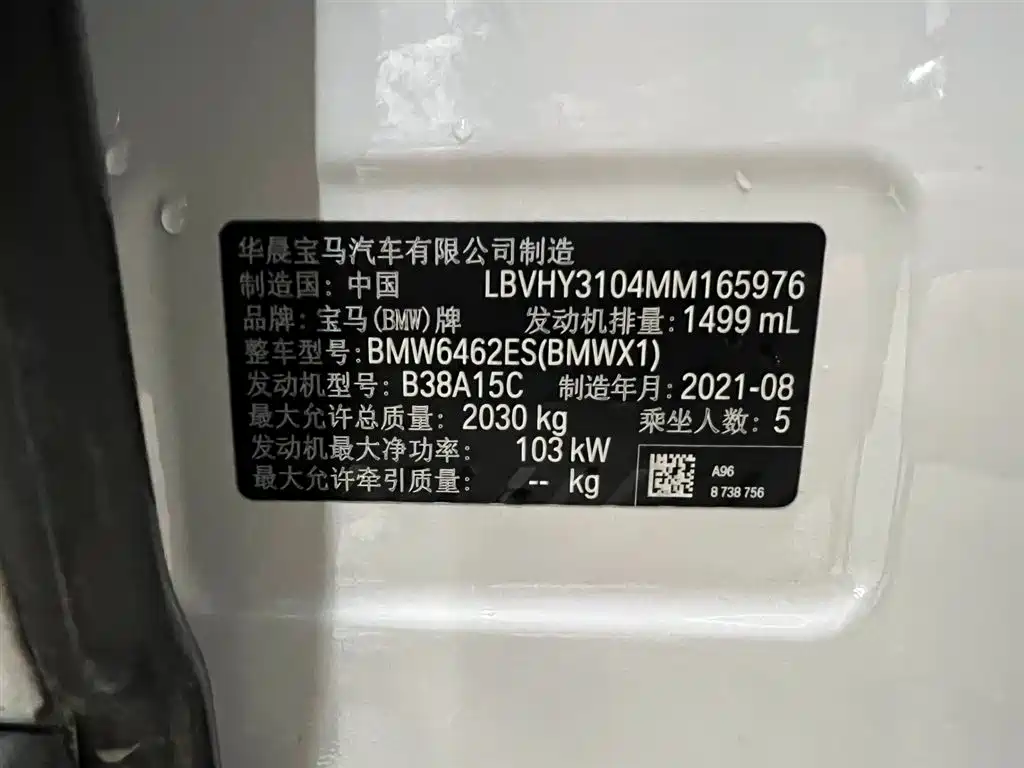 华晨宝马汽车有限公司制造
制造国: 中国 LBVHY3104MM165976
品牌: 宝马(BMW)牌 发动机排量: 1499 mL
整车型号: BMW6462ES(BMWX1)
发动机型号: B38A15C 制造年月: 2021-08
最大允许总质量: 2030 kg 乘坐人数: 5
发动机最大净功率: 103 kW
最大允许牵引质量: -- kg
A96
8 738 756